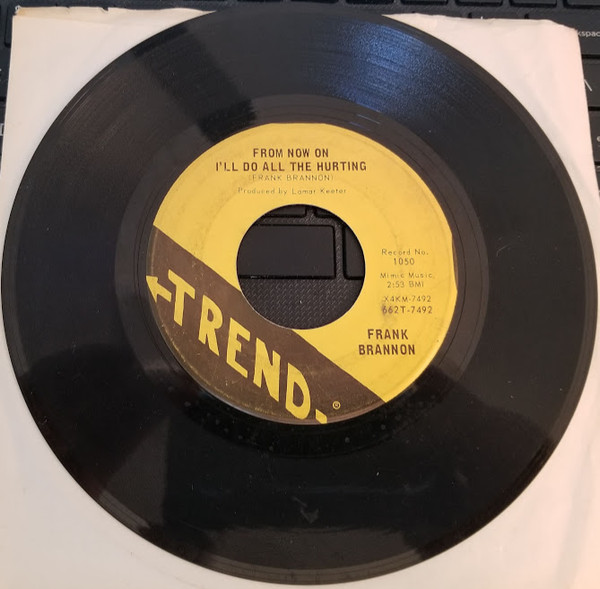 FROM NOW ON
I'LL DO ALL THE HURTING
(FRANK BRANNON)
Produced by Lamar Keeter
Record No.
1050
Mimic Music
2:53 BMI
X4KM-7492
662T-7492
FRANK
BRANNON
TREND.®